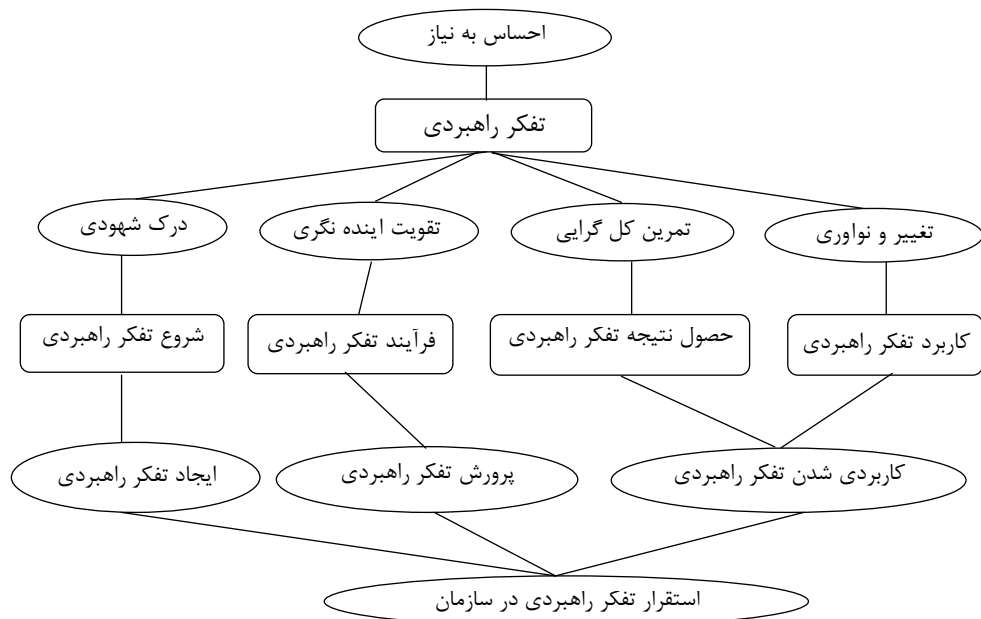 احساس به نیاز
تفکر راهبردی
تغییر و نواوری
تمرین کل گرایی
تقویت اینده نگری
درک شهودی
کاربرد تفکر راهبردی
حصول نتیجه تفکر راهبردی
فرآیند تفکر راهبردی
شروع تفکر راهبردی
کاربردی شدن تفکر راهبردی
پرورش تفکر راهبردی
ایجاد تفکر راهبردی
استقرار تفکر راهبردی در سازمان